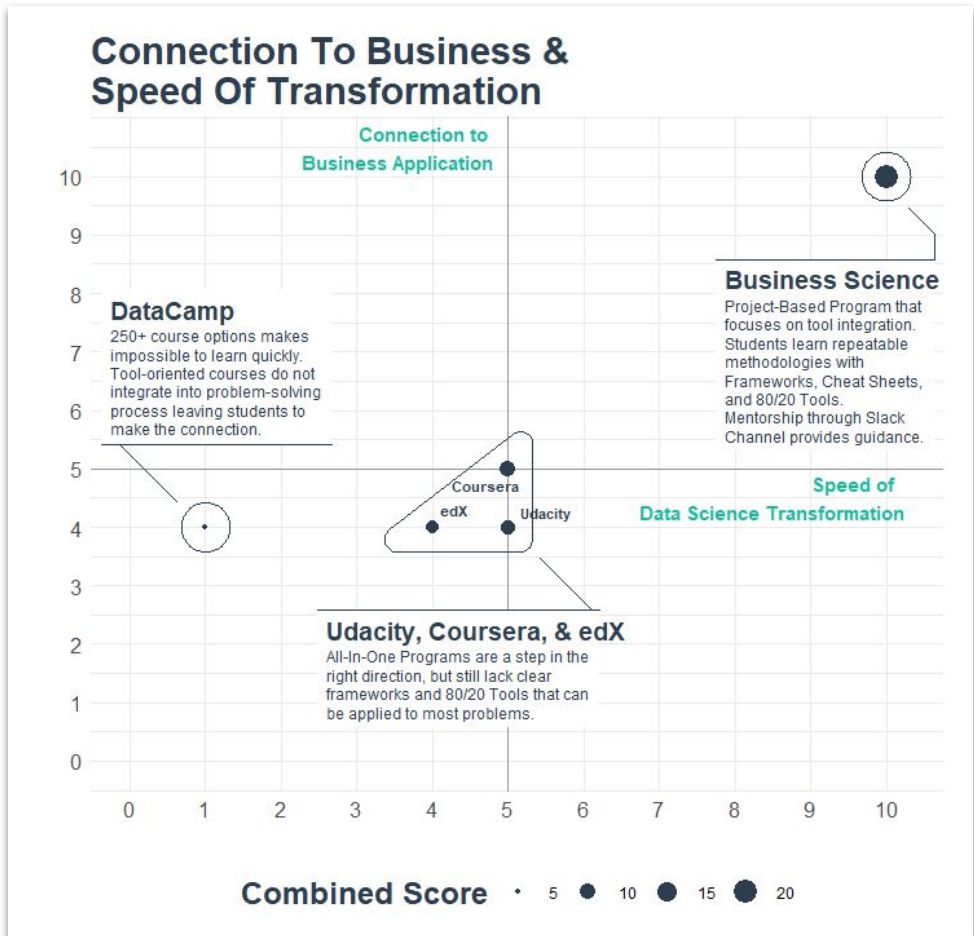 Connection To Business &
Speed Of Transformation
Connection to
Business Application
10
9
8
7
6
5
4
3
2
1
0
Business Science
Project-Based Program that
focuses on tool integration.
Students learn repeatable
methodologies with
Frameworks, Cheat Sheets,
and 80/20 Tools.
Mentorship through Slack
Channel provides guidance.
DataCamp
250+ course options makes
impossible to learn quickly.
Tool-oriented courses do not
integrate into problem-solving
process leaving students to
make the connection.
Coursera
edX
Udacity
Speed of
Data Science Transformation
Udacity, Coursera, & edX
All-In-One Programs are a step in the
right direction, but still lack clear
frameworks and 80/20 Tools that can
be applied to most problems.
0 1 2 3 4 5 6 7 8 9 10
Combined Score 5 10 15 20